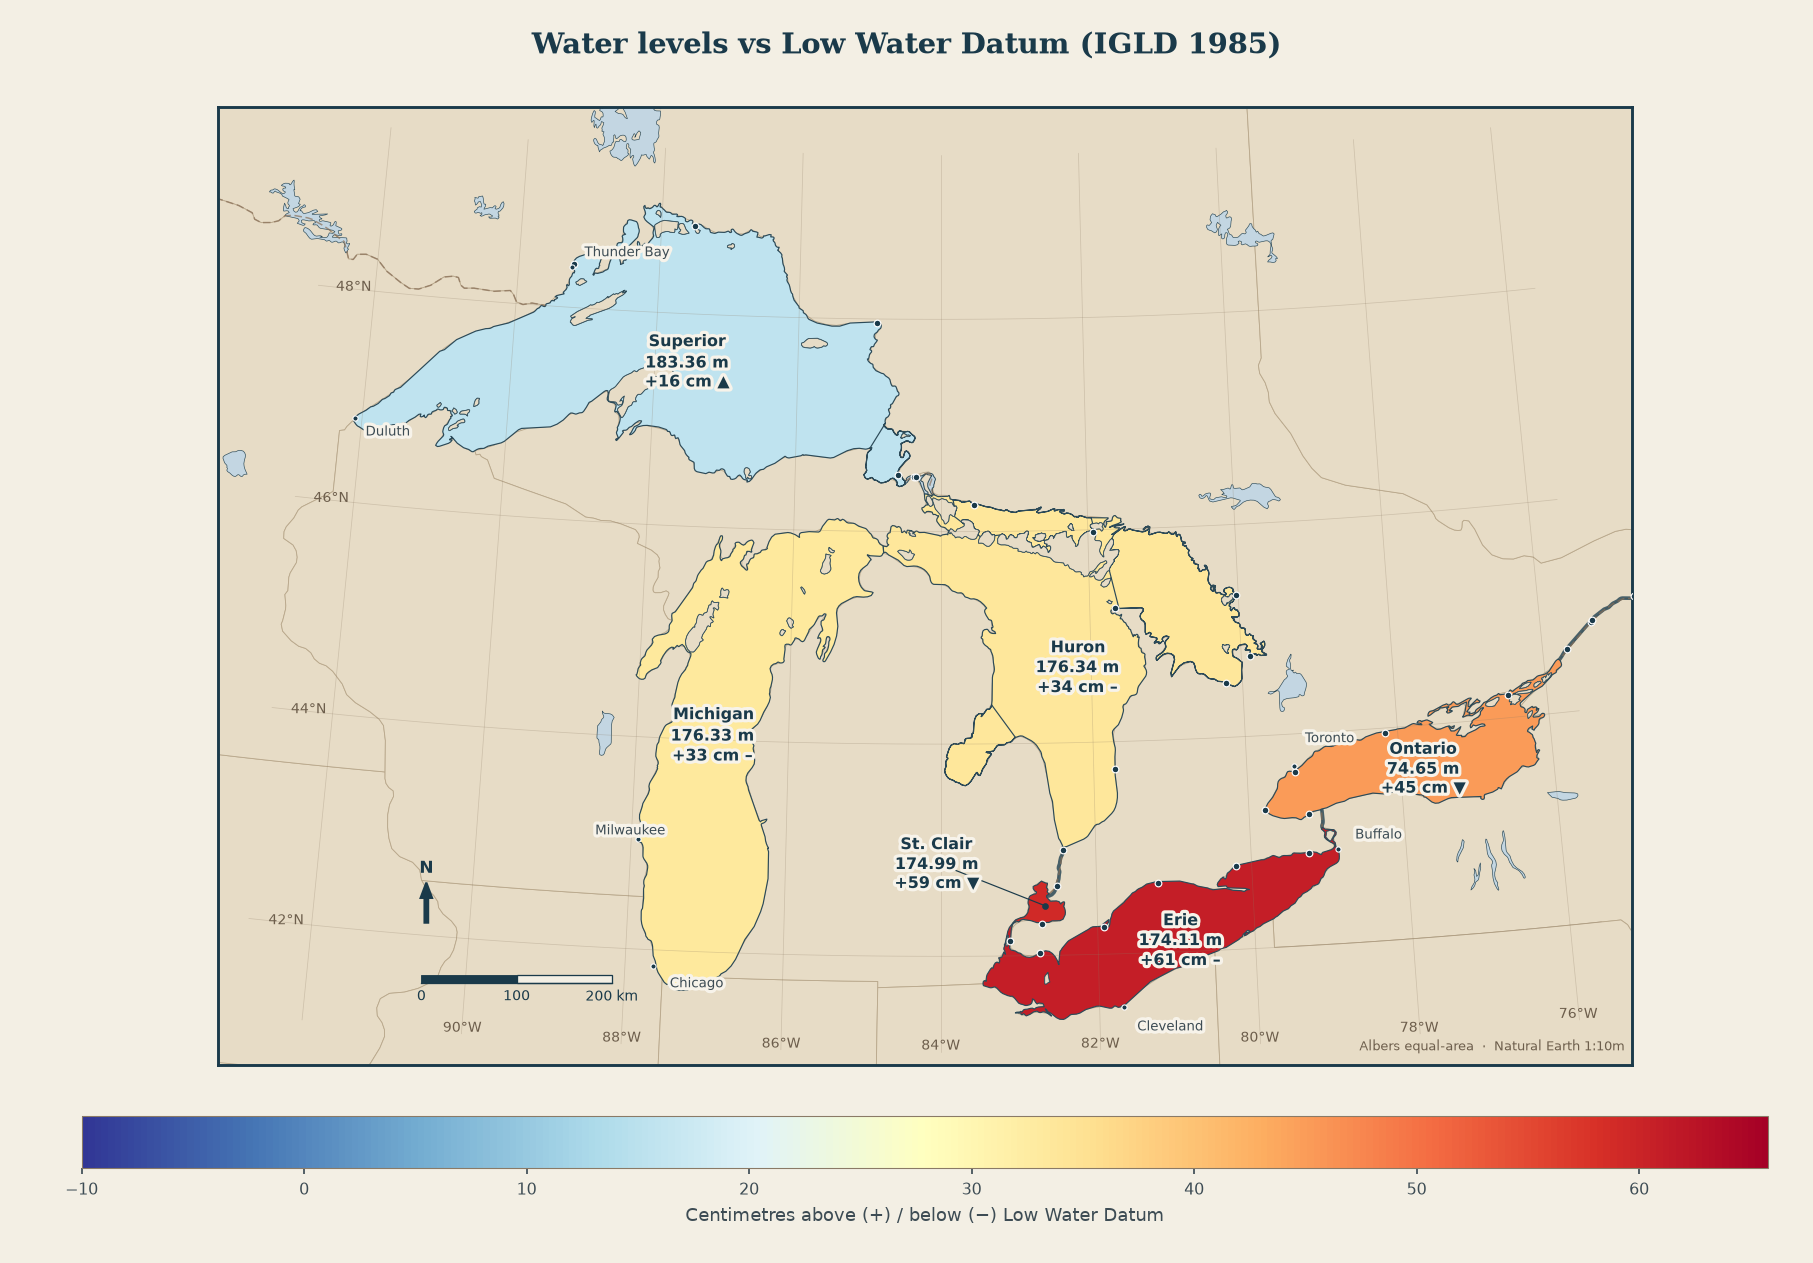 Water levels vs Low Water Datum (IGLD 1985)
Thunder Bay
48°N
Superior
183.36 m
+16 cm ▲
Duluth
46°N
Huron
176.34 m
+34 cm –
44°N
Michigan
176.33 m
+33 cm –
Toronto
Ontario
74.65 m
+45 cm ▼
Milwaukee
Buffalo
St. Clair
174.99 m
+59 cm ▼
N
42°N
Erie
174.11 m
+61 cm –
Chicago
0 100 200 km
Cleveland
90°W 88°W 86°W 84°W 82°W 80°W 78°W 76°W
Albers equal-area · Natural Earth 1:10m
−10 0 10 20 30 40 50 60
Centimetres above (+) / below (−) Low Water Datum